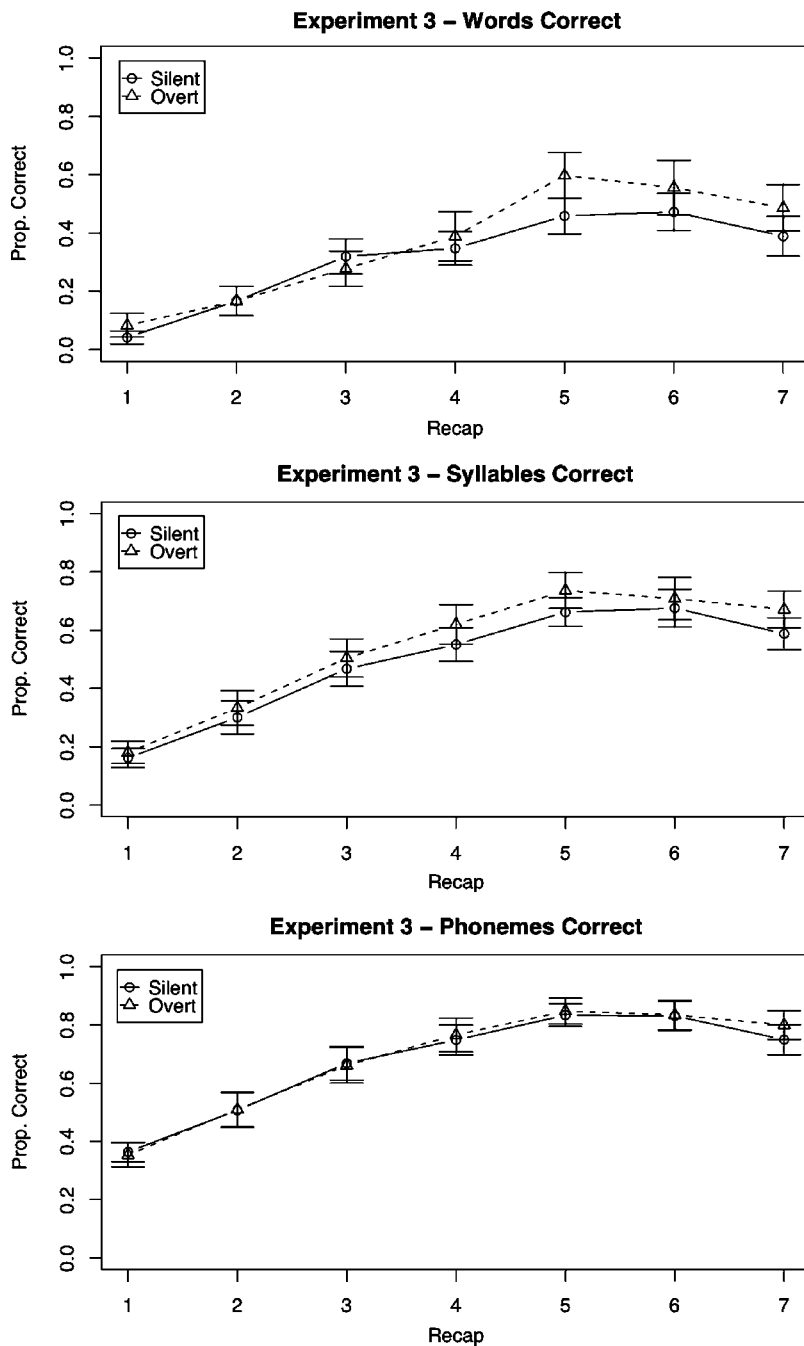 Experiment 3 – Words Correct
Silent
Overt
Prop. Correct
0.0 0.2 0.4 0.6 0.8 1.0
1 2 3 4 5 6 7
Recap
Experiment 3 – Syllables Correct
Silent
Overt
Prop. Correct
0.0 0.2 0.4 0.6 0.8 1.0
1 2 3 4 5 6 7
Recap
Experiment 3 – Phonemes Correct
Silent
Overt
Prop. Correct
0.0 0.2 0.4 0.6 0.8 1.0
1 2 3 4 5 6 7
Recap